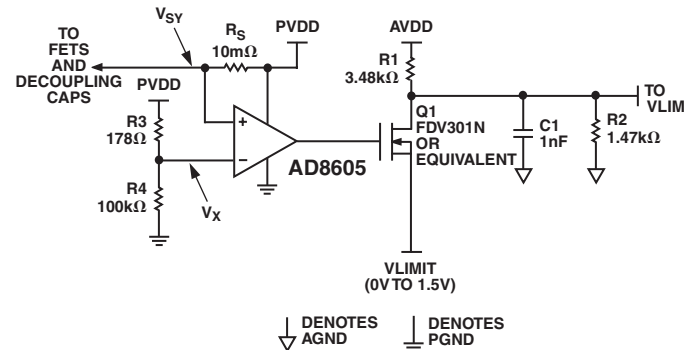 VSY
TO
FETS
AND
DECOUPLING
CAPS
RS
10mΩ
PVDD
AVDD
R1
3.48kΩ
PVDD
R3
178Ω
R4
100kΩ
VX
+
–
AD8605
Q1
FDV301N
OR
EQUIVALENT
C1
1nF
R2
1.47kΩ
TO
VLIM
VLIMIT
(0V TO 1.5V)
DENOTES
AGND
DENOTES
PGND